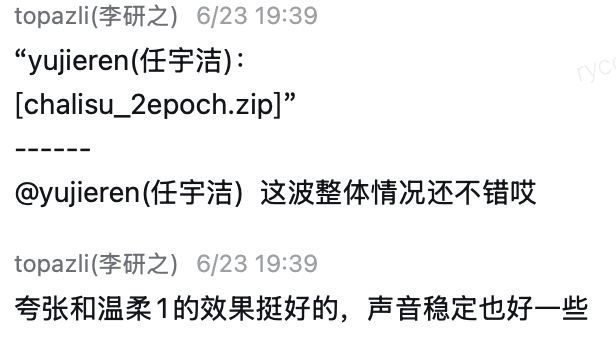 topazli(李研之) 6/23 19:39
“yujieren(任宇洁)：
[chalisu_2epoch.zip]”
------
@yujieren(任宇洁) 这波整体情况还不错哎
topazli(李研之) 6/23 19:39
夸张和温柔1的效果挺好的，声音稳定也好一些